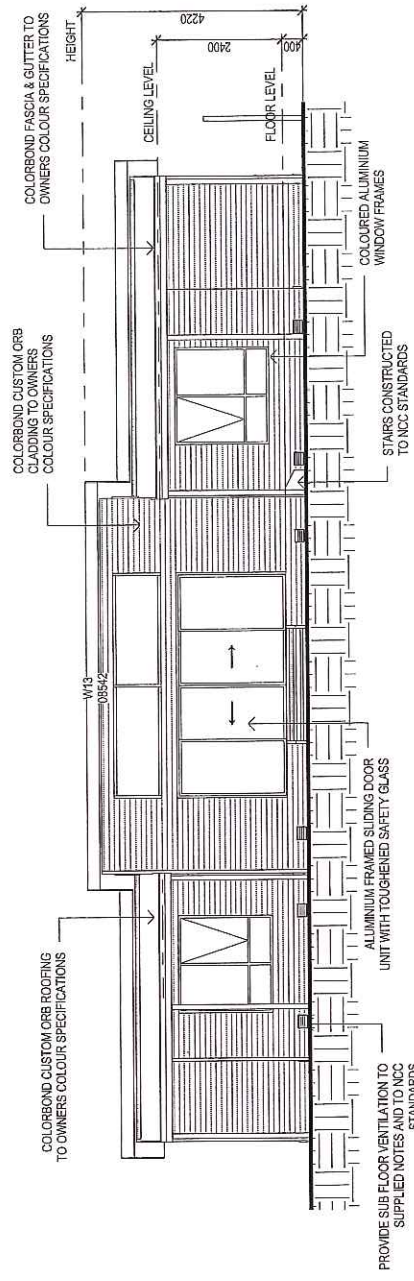 COLORBOND CUSTOM ORB ROOFING
TO OWNERS COLOUR SPECIFICATIONS
W13
08542
COLORBOND CUSTOM ORB
CLADDING TO OWNERS
COLOUR SPECIFICATIONS
COLORBOND FASCIA & GUTTER TO
OWNERS COLOUR SPECIFICATIONS
HEIGHT
CEILING LEVEL
FLOOR LEVEL
4220
2400
400
PROVIDE SUB FLOOR VENTILATION TO
SUPPLIED NOTES AND TO NCC
STANDARDS
ALUMINIUM FRAMED SLIDING DOOR
UNIT WITH TOUGHENED SAFETY GLASS
STAIRS CONSTRUCTED
TO NCC STANDARDS
COLOURED ALUMINIUM
WINDOW FRAMES